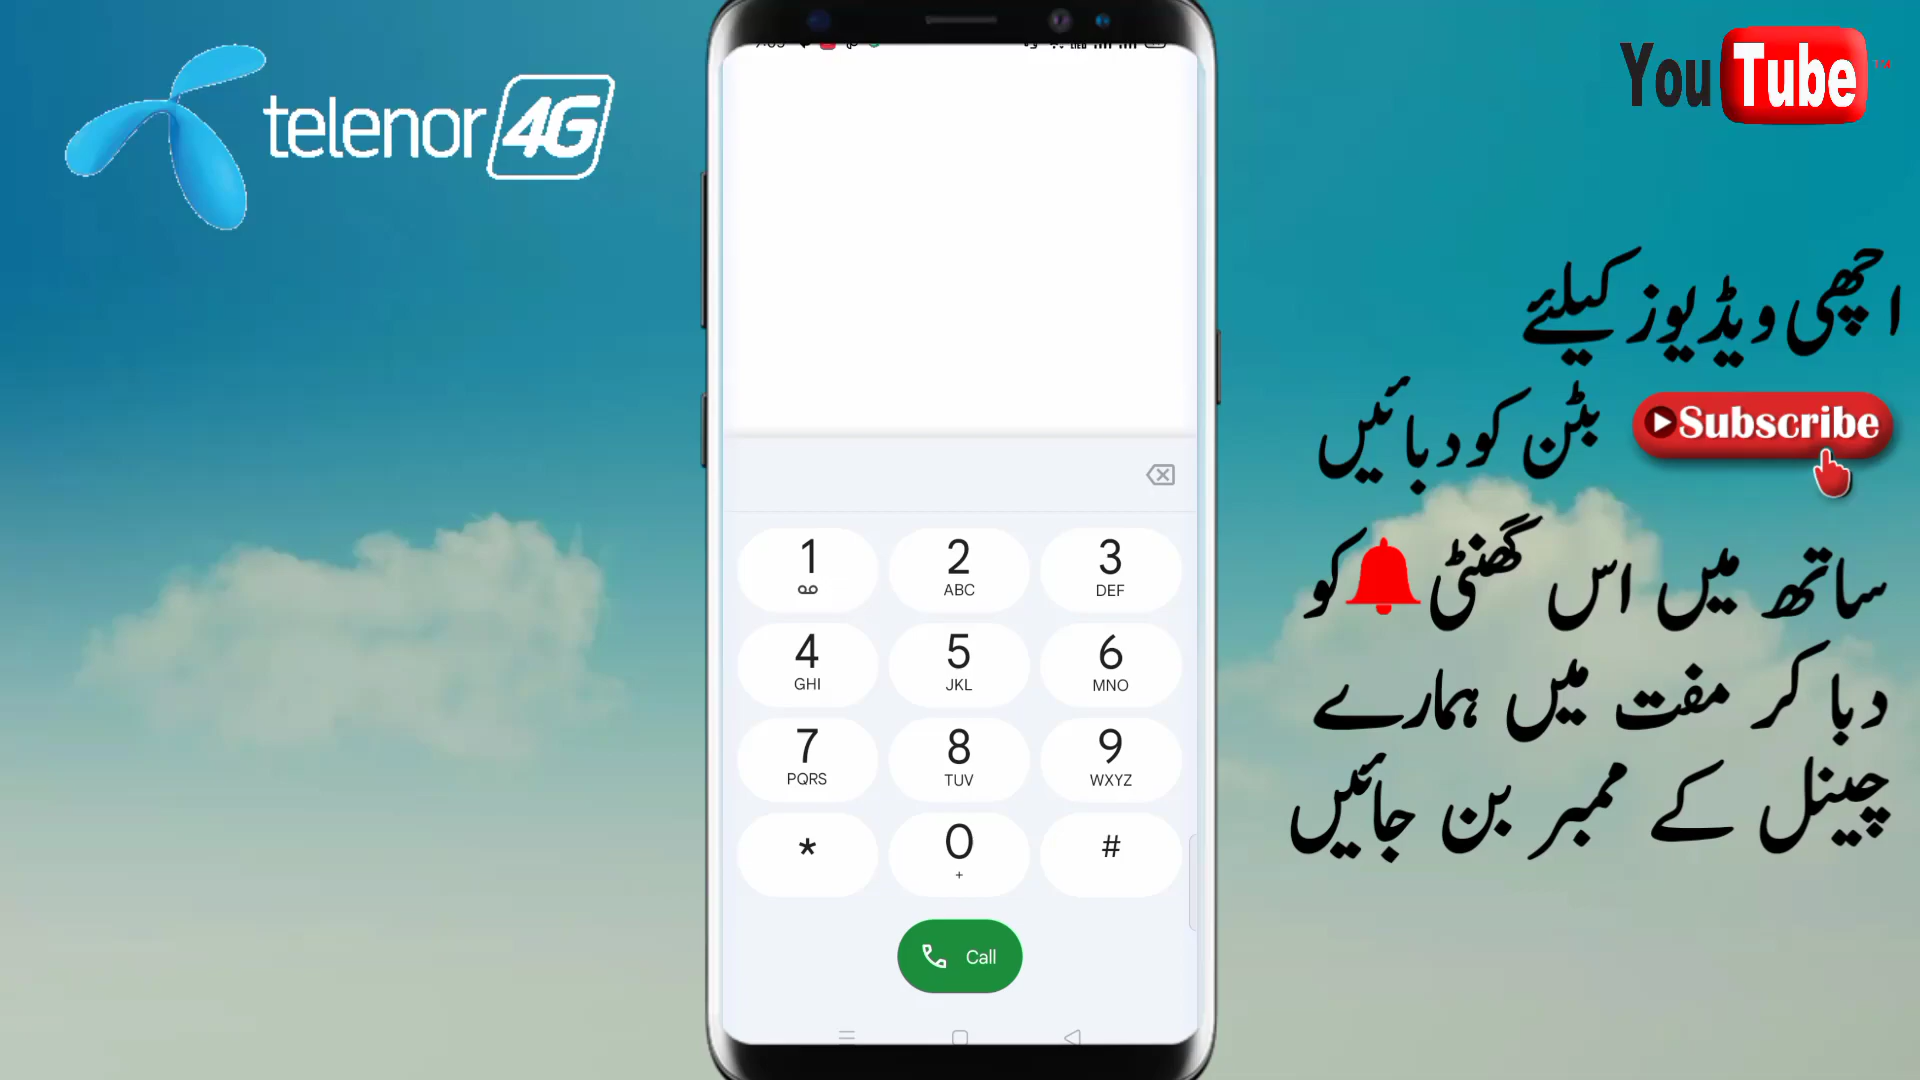 telenor 4G
YouTube™
اچھی ویڈیوز کیلئے
Subscribe بٹن کو دبائیں
ساتھ میں اس گھنٹی کو
دبا کر مفت میں ہمارے
چینل کے ممبر بن جائیں
1
2 ABC
3 DEF
4 GHI
5 JKL
6 MNO
7 PQRS
8 TUV
9 WXYZ
*
0 +
#
Call